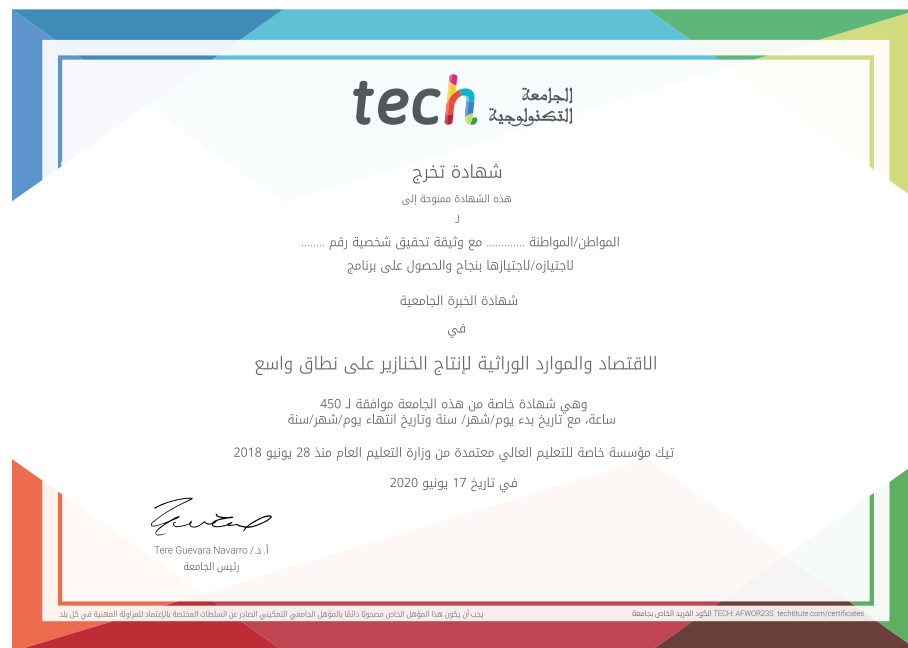 tech الجامعة
التكنولوجية
شهادة تخرج
هذه الشهادة ممنوحة إلى
لـ
المواطن/المواطنة ............. مع وثيقة تحقيق شخصية رقم ........
لاجتيازه/لاجتيازها بنجاح والحصول على برنامج
شهادة الخبرة الجامعية
في
الاقتصاد والموارد الوراثية لإنتاج الخنازير على نطاق واسع
وهي شهادة خاصة من هذه الجامعة موافقة لـ 450
ساعة، مع تاريخ بدء يوم/شهر/ سنة وتاريخ انتهاء يوم/شهر/سنة
تيك مؤسسة خاصة للتعليم العالي معتمدة من وزارة التعليم العام منذ 28 يونيو 2018
في تاريخ 17 يونيو 2020
أ. د./ Tere Guevara Navarro
رئيس الجامعة
الكود الفريد الخاص بجامعة TECH: AFWOR23S techtitute.com/certificates
يجب أن يكون هذا المؤهل الخاص مصحوبًا دائمًا بالمؤهل الجامعي التمكيني الصادر عن السلطات المختصة بالإعتماد للمزاولة المهنية في كل بلد.